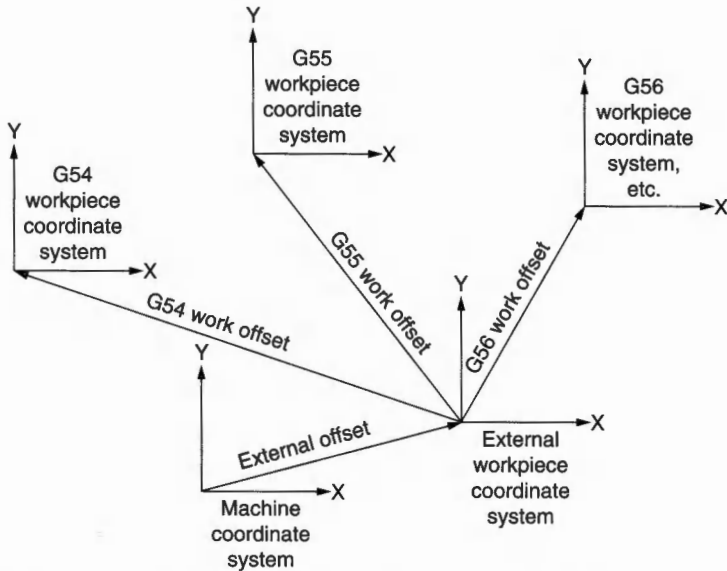 Y
G55
workpiece
coordinate
system
X
Y
G56
workpiece
coordinate
system,
etc.
X
Y
G54
workpiece
coordinate
system
X
G54 work offset
G55 work offset
G56 work offset
Y
X
External
workpiece
coordinate
system
Y
External offset
X
Machine
coordinate
system